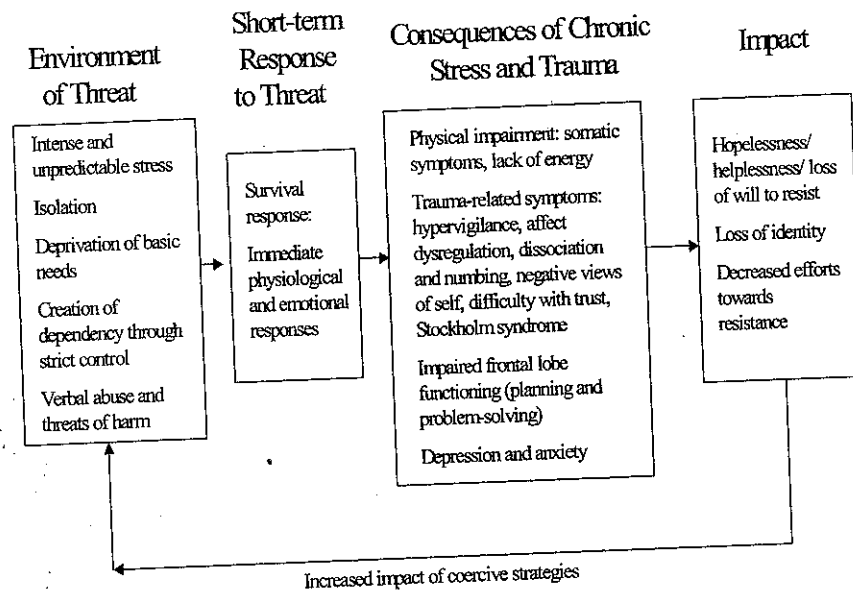 Environment
of Threat
Intense and
unpredictable stress
Isolation
Deprivation of basic
needs
Creation of
dependency through
strict control
Verbal abuse and
threats of harm
Short-term
Response
to Threat
Survival
response:
Immediate
physiological
and emotional
responses
Consequences of Chronic
Stress and Trauma
Physical impairment: somatic
symptoms, lack of energy
Trauma-related symptoms:
hypervigilance, affect
dysregulation, dissociation
and numbing, negative views
of self, difficulty with trust,
Stockholm syndrome
Impaired frontal lobe
functioning (planning and
problem-solving)
Depression and anxiety
Impact
Hopelessness/
helplessness/ loss
of will to resist
Loss of identity
Decreased efforts
towards
resistance
Increased impact of coercive strategies